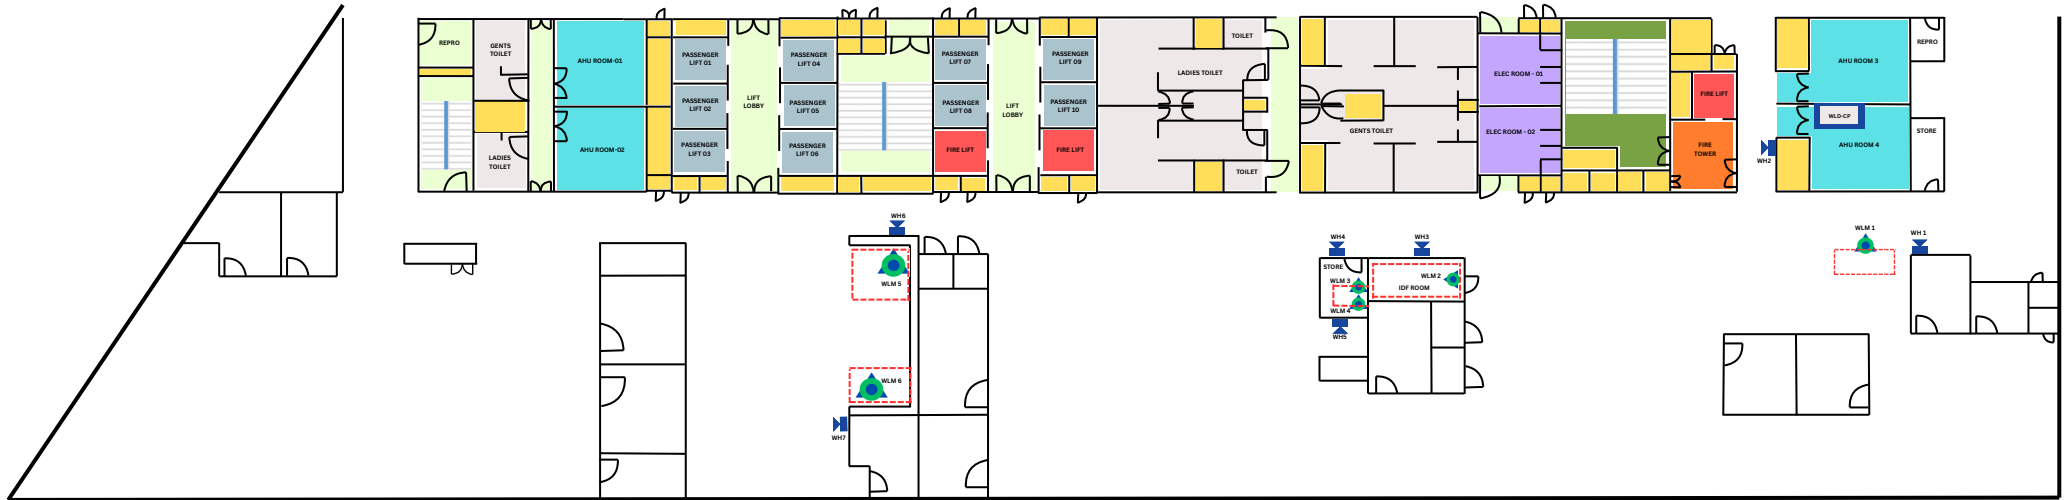 REPRO
GENTS
TOILET
LADIES
TOILET
AHU ROOM-01
AHU ROOM-02
PASSENGER
LIFT 01
PASSENGER
LIFT 02
PASSENGER
LIFT 03
LIFT
LOBBY
PASSENGER
LIFT 04
PASSENGER
LIFT 05
PASSENGER
LIFT 06
PASSENGER
LIFT 07
PASSENGER
LIFT 08
FIRE LIFT
LIFT
LOBBY
PASSENGER
LIFT 09
PASSENGER
LIFT 10
FIRE LIFT
LADIES TOILET
TOILET
TOILET
GENTS TOILET
ELEC ROOM - 01
ELEC ROOM - 02
FIRE LIFT
FIRE
TOWER
WH2
AHU ROOM 3
WLD-CP
AHU ROOM 4
REPRO
STORE
WH6
WLM 5
WLM 6
WH7
WH4
WH3
STORE
WLM 3
WLM 4
WH5
WLM 2
IDF ROOM
WLM 1
WH 1